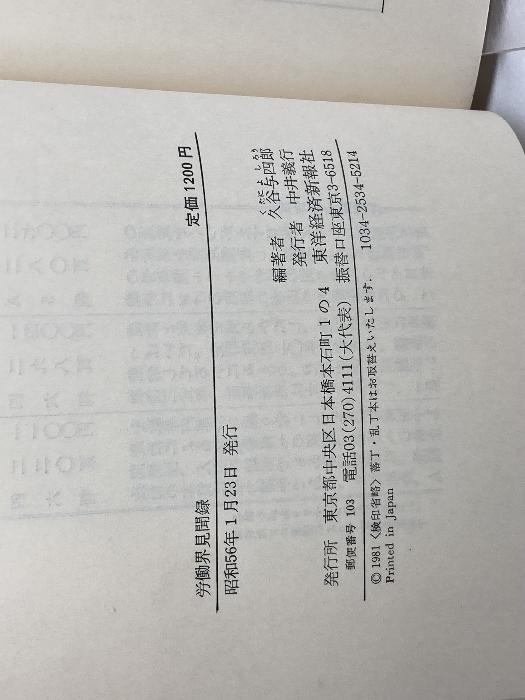 労働界見聞録
定価1200円
昭和56年1月23日 発行
くたに よしろう
編著者 久谷与四郎
発行者 中井義行
発行所 東京都中央区日本橋本石町1の4 東洋経済新報社
郵便番号 103 電話03(270)4111(大代表) 振替口座東京3-6518
© 1981 〈検印省略〉 落丁・乱丁本はお取替えいたします. 1034-2534-5214
Printed in Japan